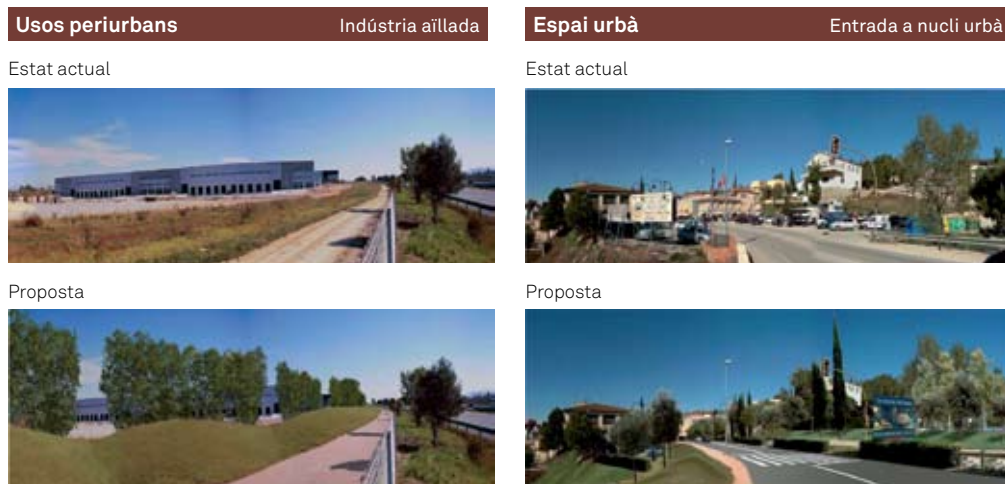 Usos periurbans Indústria aïllada
Estat actual
Proposta
Espai urbà Entrada a nucli urbà
Estat actual
Proposta